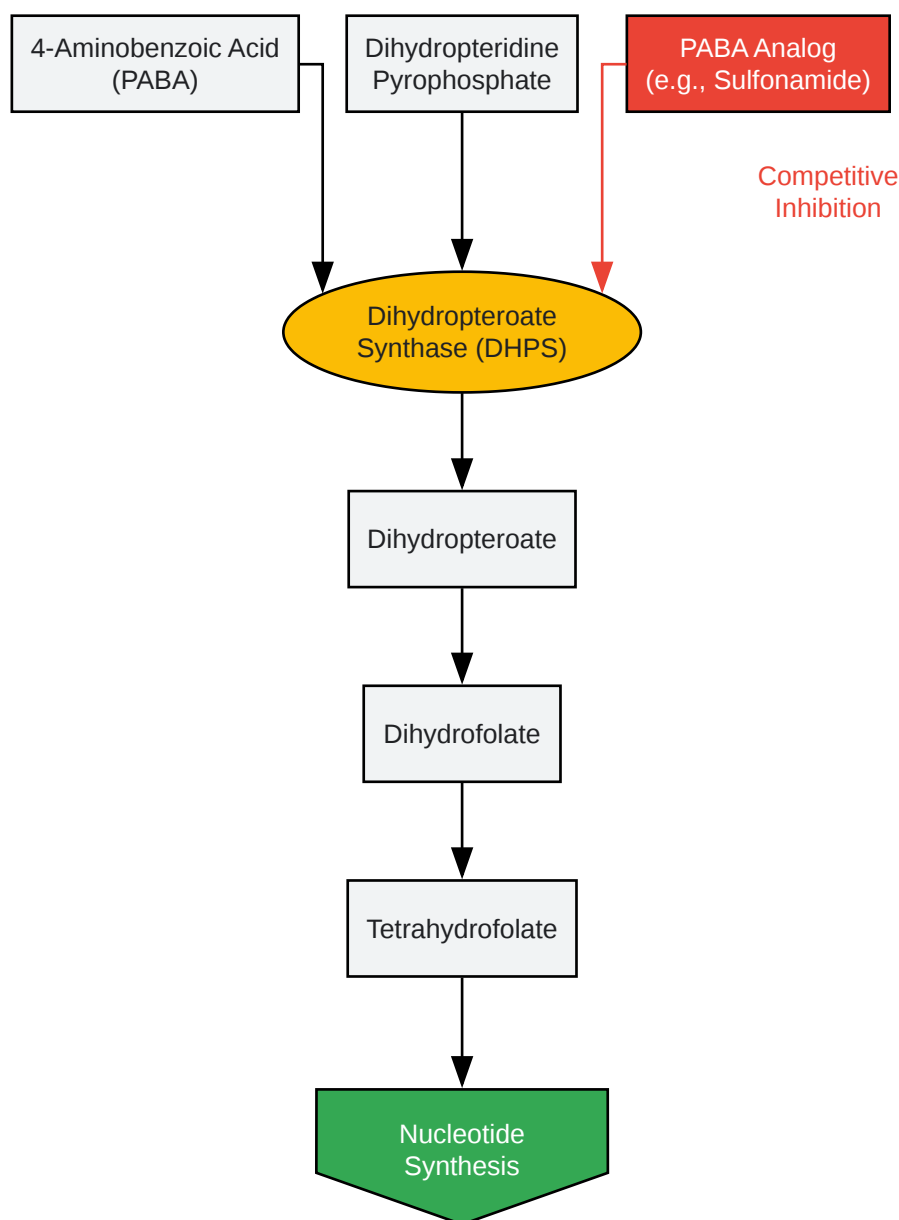 4-Aminobenzoic Acid
(PABA)
Dihydropteridine
Pyrophosphate
PABA Analog
(e.g., Sulfonamide)
Competitive
Inhibition
Dihydropteroate
Synthase (DHPS)
Dihydropteroate
Dihydrofolate
Tetrahydrofolate
Nucleotide
Synthesis